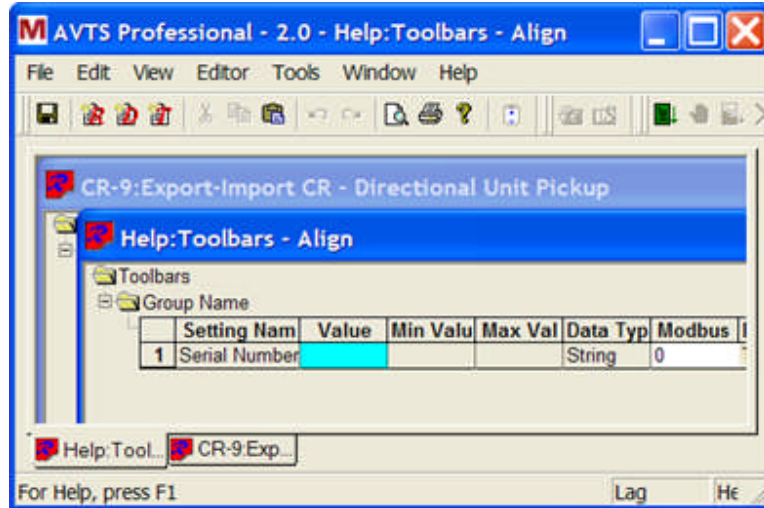 AVTS Professional - 2.0 - Help:Toolbars - Align
File Edit View Editor Tools Window Help
CR-9:Export-Import CR - Directional Unit Pickup
Help:Toolbars - Align
Toolbars
Group Name
Setting Nam Value Min Valu Max Val Data Typ Modbus
1 Serial Number String 0
Help:Tool... CR-9:Exp...
For Help, press F1 Lag He